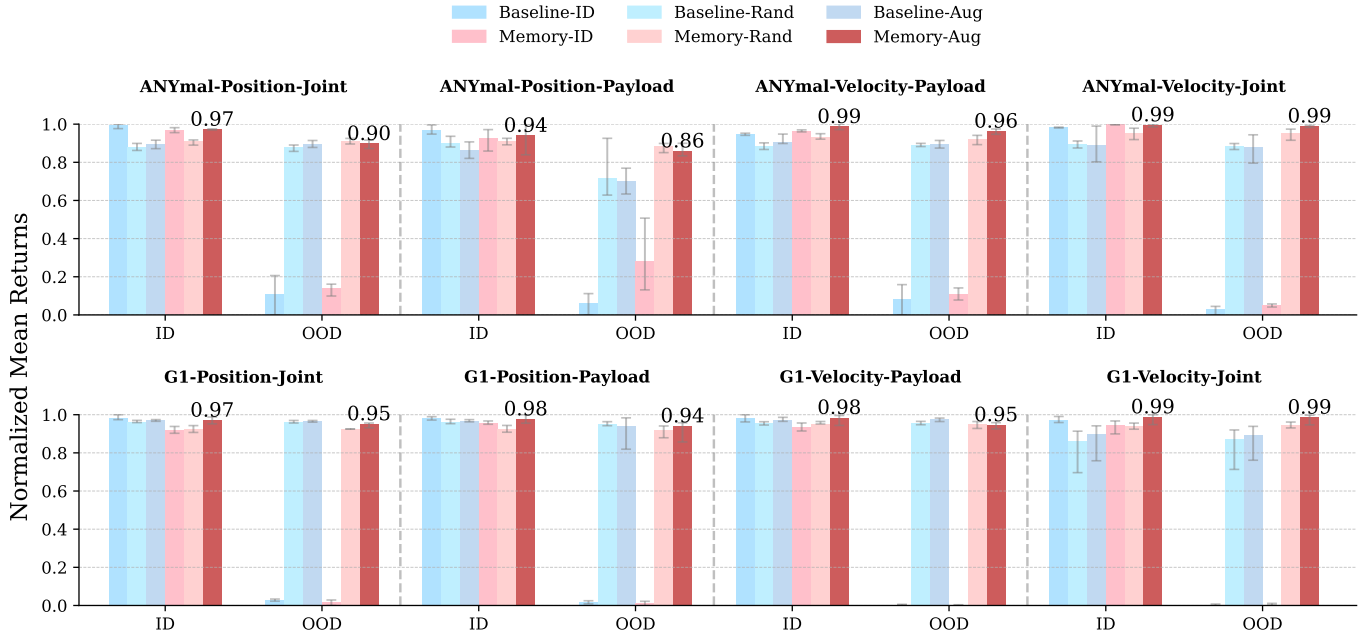 Baseline-ID Baseline-Rand Baseline-Aug
Memory-ID Memory-Rand Memory-Aug
Normalized Mean Returns
ANYmal-Position-Joint ANYmal-Position-Payload ANYmal-Velocity-Payload ANYmal-Velocity-Joint
1.0 0.97 0.90 0.94 0.86 0.99 0.96 0.99 0.99
0.8
0.6
0.4
0.2
0.0
ID OOD ID OOD ID OOD ID OOD
G1-Position-Joint G1-Position-Payload G1-Velocity-Payload G1-Velocity-Joint
1.0 0.97 0.95 0.98 0.94 0.98 0.95 0.99 0.99
0.8
0.6
0.4
0.2
0.0
ID OOD ID OOD ID OOD ID OOD